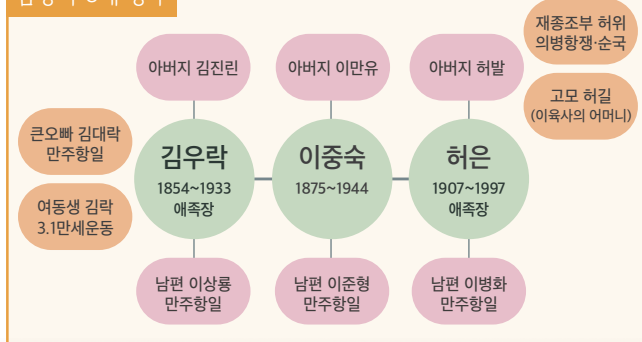 재종조부 허위
의병항쟁·순국
아버지 김진린
아버지 이만유
아버지 허발
고모 허길
(이육사의 어머니)
큰오빠 김대락
만주항일
김우락
1854~1933
애족장
이중숙
1875~1944
허은
1907~1997
애족장
여동생 김락
3.1만세운동
남편 이상룡
만주항일
남편 이준형
만주항일
남편 이병화
만주항일